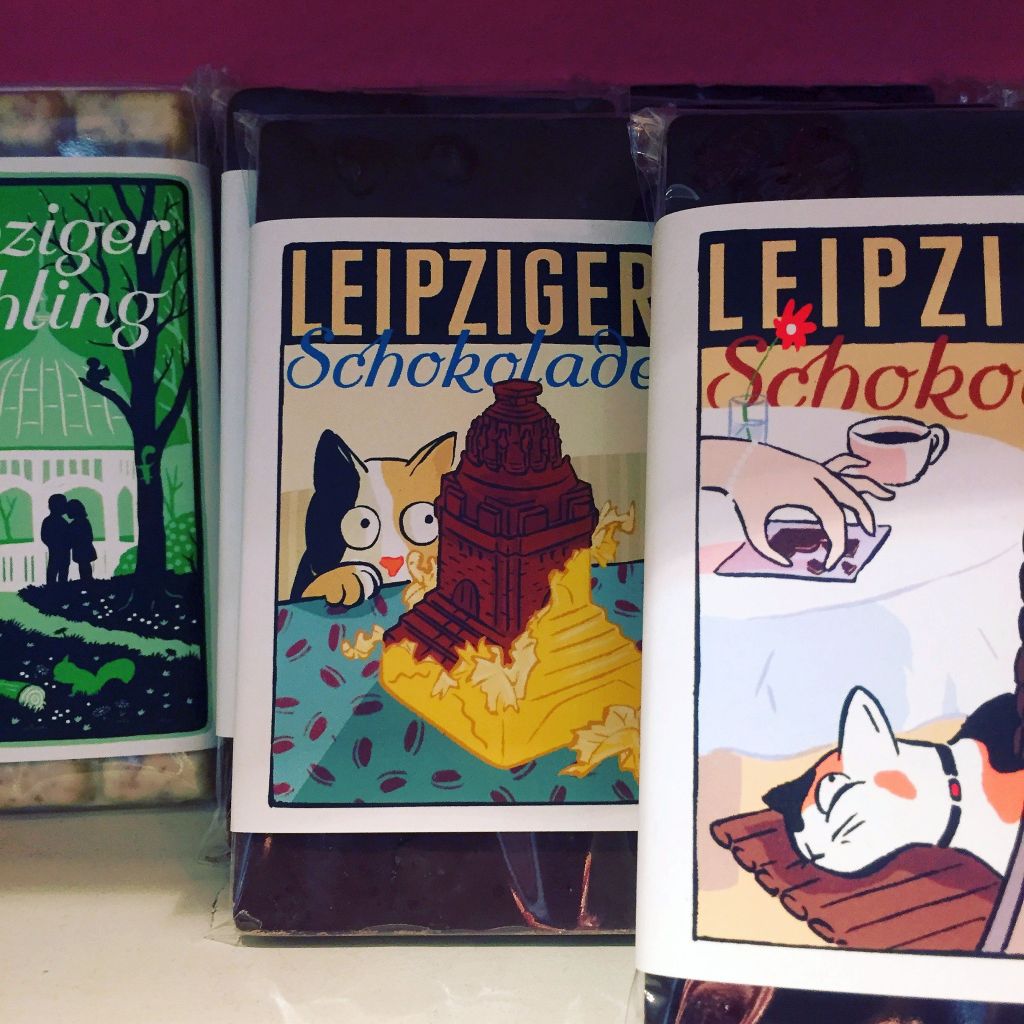 ziger
hling
LEIPZIGER
Schokolade
LEIPZI
Schoko